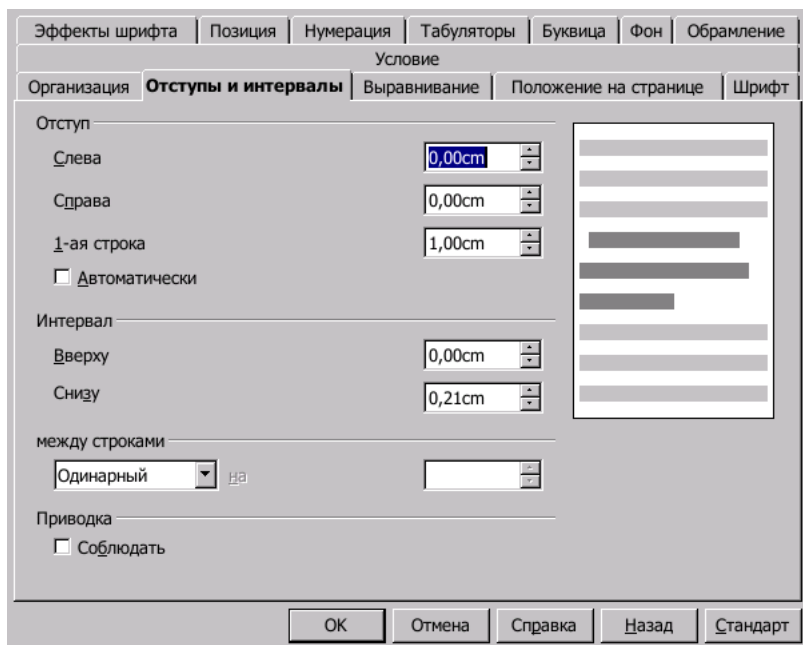 Эффекты шрифта Позиция Нумерация Табуляторы Буквица Фон Обрамление
Условие
Организация Отступы и интервалы Выравнивание Положение на странице Шрифт
Отступ
Слева 0,00cm
Справа 0,00cm
1-ая строка 1,00cm
Автоматически
Интервал
Вверху 0,00cm
Снизу 0,21cm
между строками
Одинарный на
Приводка
Соблюдать
OK Отмена Справка Назад Стандарт